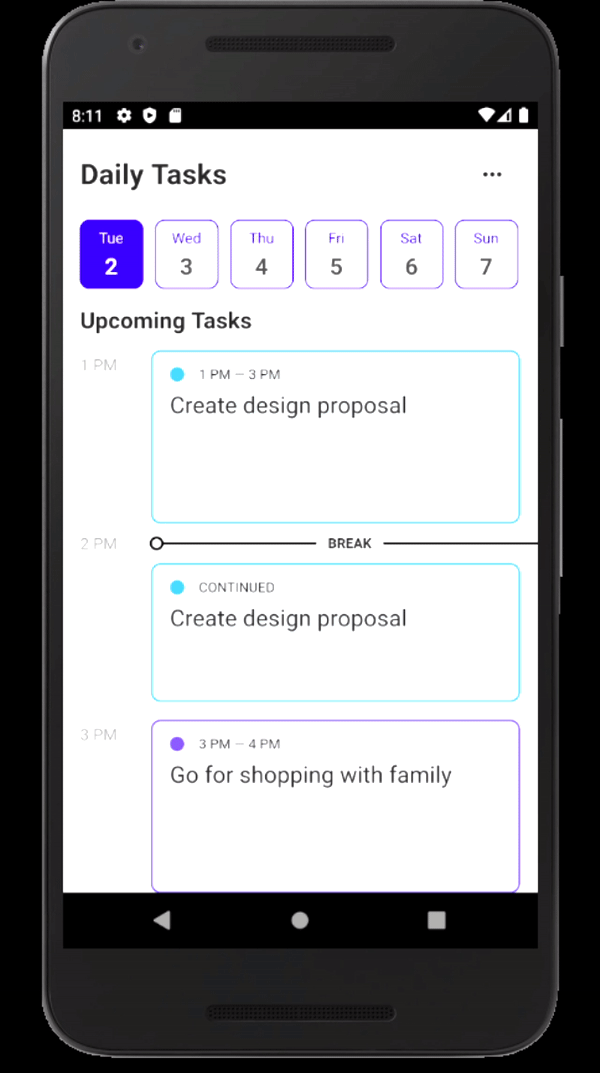 8:11
Daily Tasks
Tue Wed Thu Fri Sat Sun
2 3 4 5 6 7
Upcoming Tasks
1 PM
1 PM – 3 PM
Create design proposal
2 PM
BREAK
CONTINUED
Create design proposal
3 PM
3 PM – 4 PM
Go for shopping with family